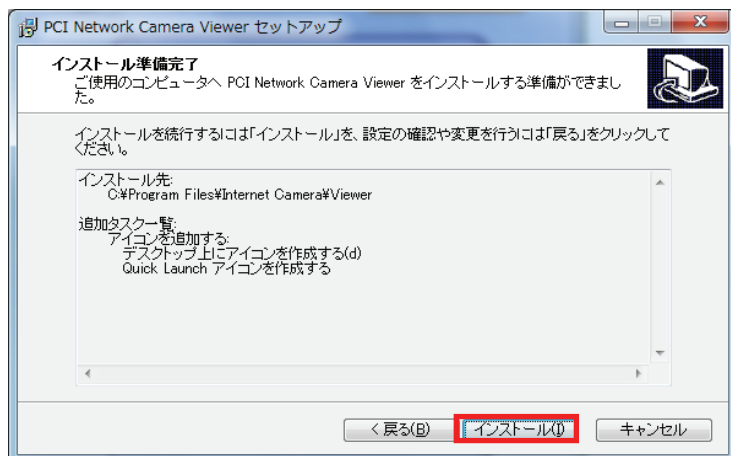 PCI Network Camera Viewer セットアップ
インストール準備完了
ご使用のコンピュータへ PCI Network Camera Viewer をインストールする準備ができまし
た。
インストールを続行するには「インストール」を、設定の確認や変更を行うには「戻る」をクリックして
ください。
インストール先:
C:¥Program Files¥Internet Camera¥Viewer
追加タスク一覧:
アイコンを追加する:
デスクトップ上にアイコンを作成する(d)
Quick Launch アイコンを作成する
< 戻る(B)
インストール(I)
キャンセル